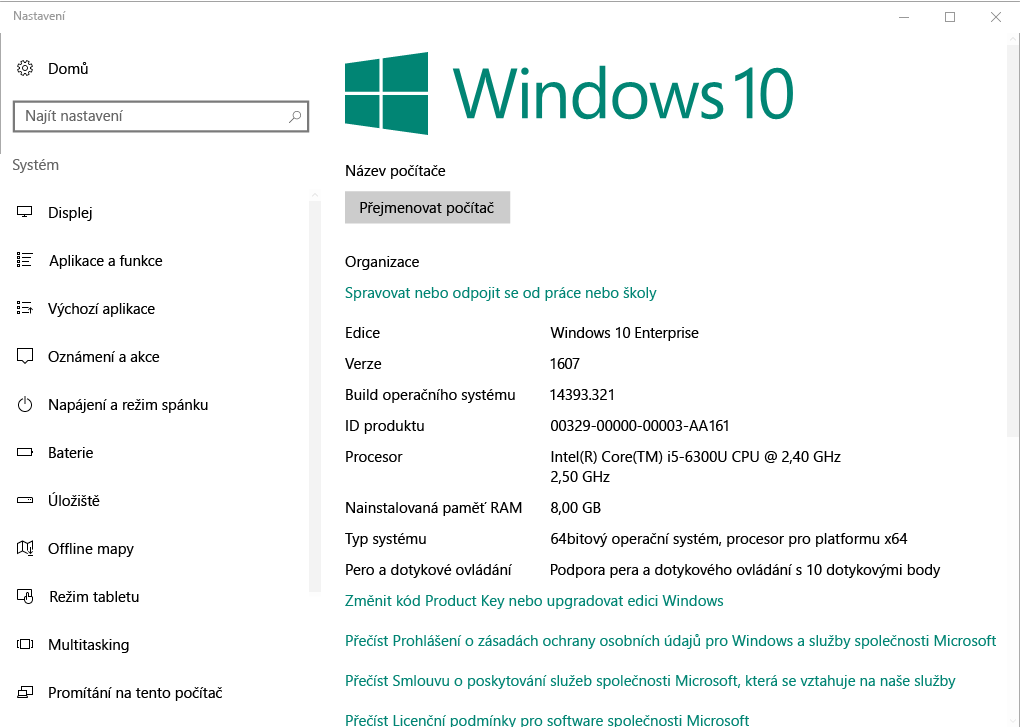 Nastavení
Domů
Najít nastavení
Systém
Displej
Aplikace a funkce
Výchozí aplikace
Oznámení a akce
Napájení a režim spánku
Baterie
Úložiště
Offline mapy
Režim tabletu
Multitasking
Promítání na tento počítač
Windows 10
Název počítače
Přejmenovat počítač
Organizace
Spravovat nebo odpojit se od práce nebo školy
Edice Windows 10 Enterprise
Verze 1607
Build operačního systému 14393.321
ID produktu 00329-00000-00003-AA161
Procesor Intel(R) Core(TM) i5-6300U CPU @ 2,40 GHz
2,50 GHz
Nainstalovaná paměť RAM 8,00 GB
Typ systému 64bitový operační systém, procesor pro platformu x64
Pero a dotykové ovládání Podpora pera a dotykového ovládání s 10 dotykovými body
Změnit kód Product Key nebo upgradovat edici Windows
Přečíst Prohlášení o zásadách ochrany osobních údajů pro Windows a služby společnosti Microsoft
Přečíst Smlouvu o poskytování služeb společnosti Microsoft, která se vztahuje na naše služby
Přečíst Licenční podmínky pro software společnosti Microsoft